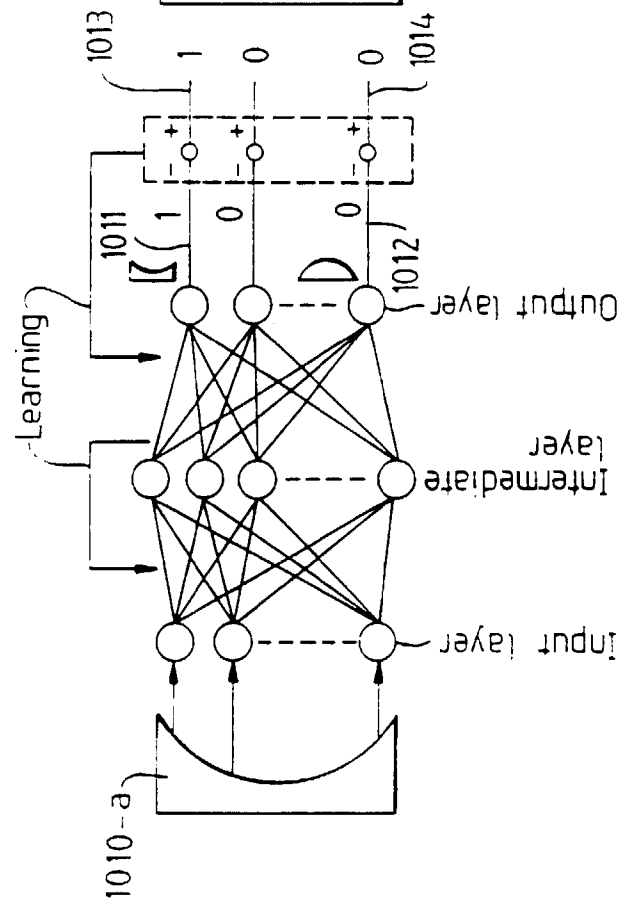 Learning
1010-a
1011
1
0
0
1012
1013
1
0
0
1014
- +
- +
- +
Input layer
Intermediate
layer
Output layer